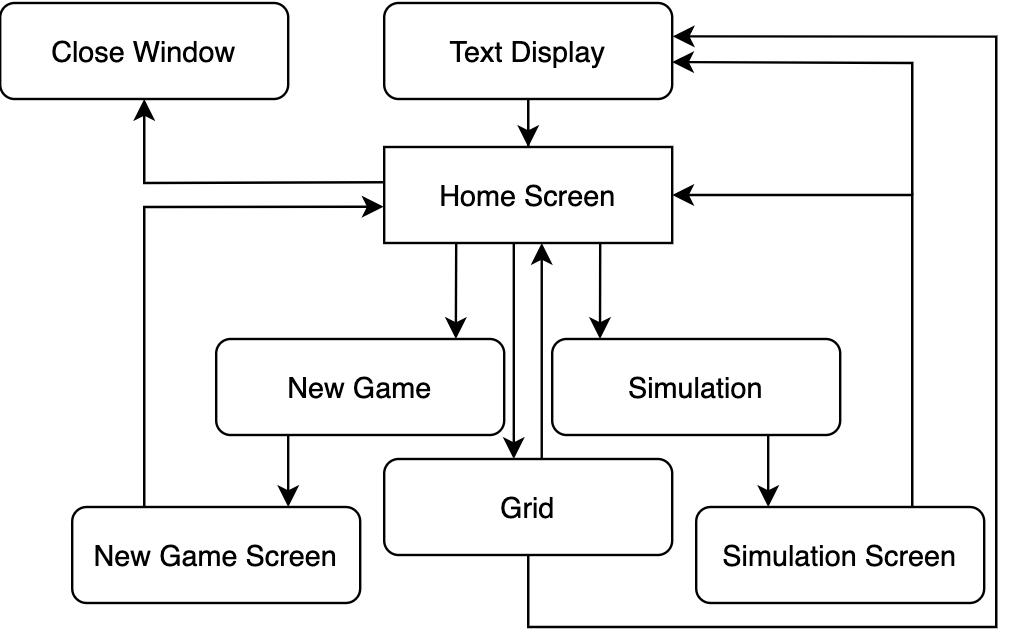 Close Window
Text Display
Home Screen
New Game
Simulation
Grid
New Game Screen
Simulation Screen